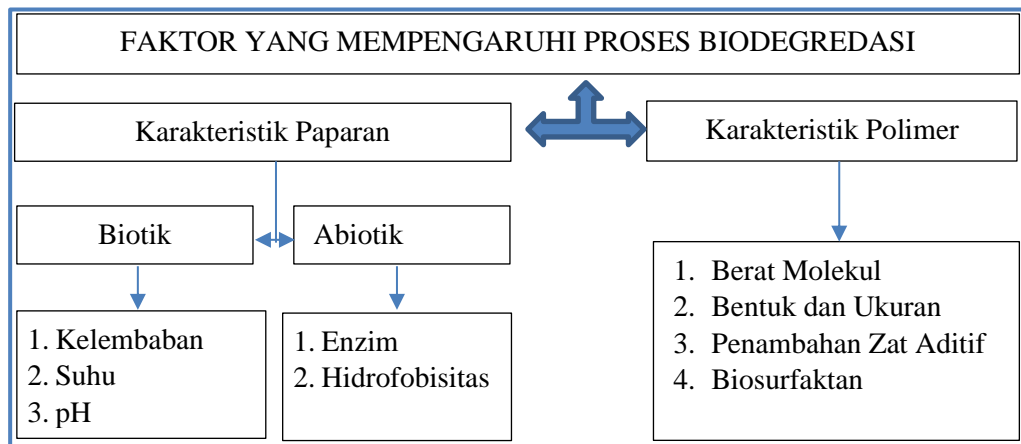 FAKTOR YANG MEMPENGARUHI PROSES BIODEGREDASI
Karakteristik Paparan
Karakteristik Polimer
Biotik
Abiotik
1. Kelembaban
2. Suhu
3. pH
1. Enzim
2. Hidrofobisitas
1. Berat Molekul
2. Bentuk dan Ukuran
3. Penambahan Zat Aditif
4. Biosurfaktan